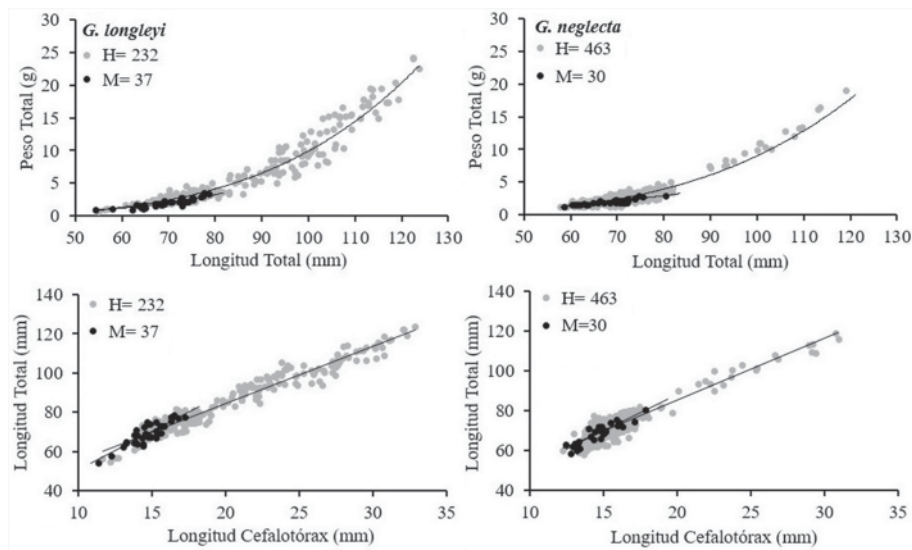 G. longleyi
H= 232
M= 37
Peso Total (g)
30
25
20
15
10
5
0
50 60 70 80 90 100 110 120 130
Longitud Total (mm)
G. neglecta
H= 463
M= 30
Peso Total (g)
30
25
20
15
10
5
0
50 60 70 80 90 100 110 120 130
Longitud Total (mm)
H= 232
M= 37
Longitud Total (mm)
140
120
100
80
60
40
10 15 20 25 30 35
Longitud Cefalotórax (mm)
H= 463
M=30
Longitud Total (mm)
140
120
100
80
60
40
10 15 20 25 30 35
Longitud Cefalotórax (mm)